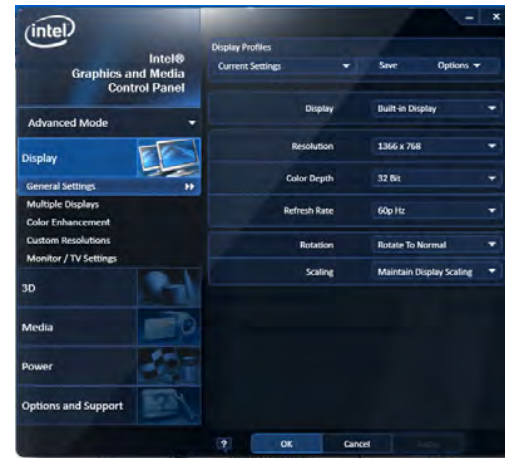 intel
Intel®
Graphics and Media
Control Panel
Advanced Mode
Display
General Settings
Multiple Displays
Color Enhancement
Custom Resolutions
Monitor / TV Settings
3D
Media
Power
Options and Support
Display Profiles
Current Settings Save Options
Display Built-in Display
Resolution 1366 x 768
Color Depth 32 Bit
Refresh Rate 60p Hz
Rotation Rotate To Normal
Scaling Maintain Display Scaling
? OK Cancel